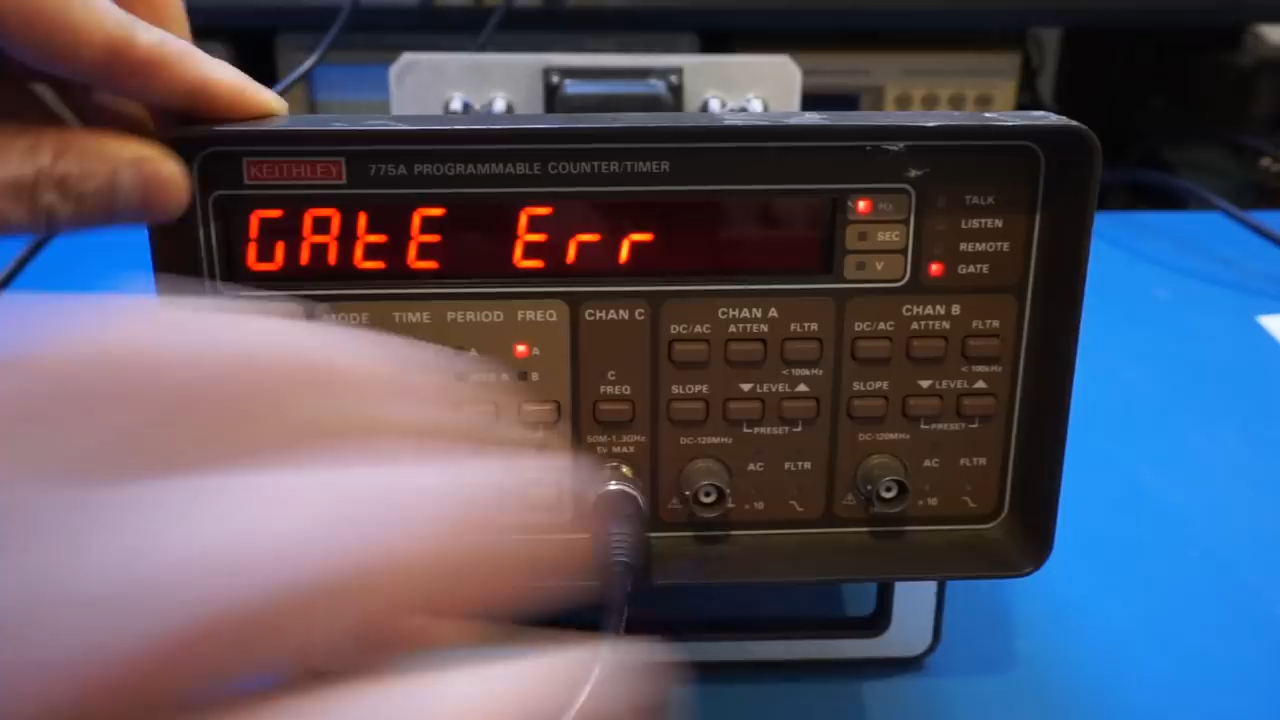 KEITHLEY 775A PROGRAMMABLE COUNTER/TIMER
GAtE Err
Hz
SEC
V
TALK
LISTEN
REMOTE
GATE
MODE TIME PERIOD FREQ
A A
B
CHAN C
C
FREQ
50M-1.3GHz
5V MAX
CHAN A
DC/AC ATTEN FLTR
<100kHz
SLOPE LEVEL
PRESET
DC-120MHz
AC FLTR
×10
CHAN B
DC/AC ATTEN FLTR
<100kHz
SLOPE LEVEL
PRESET
DC-120MHz
AC FLTR
×10